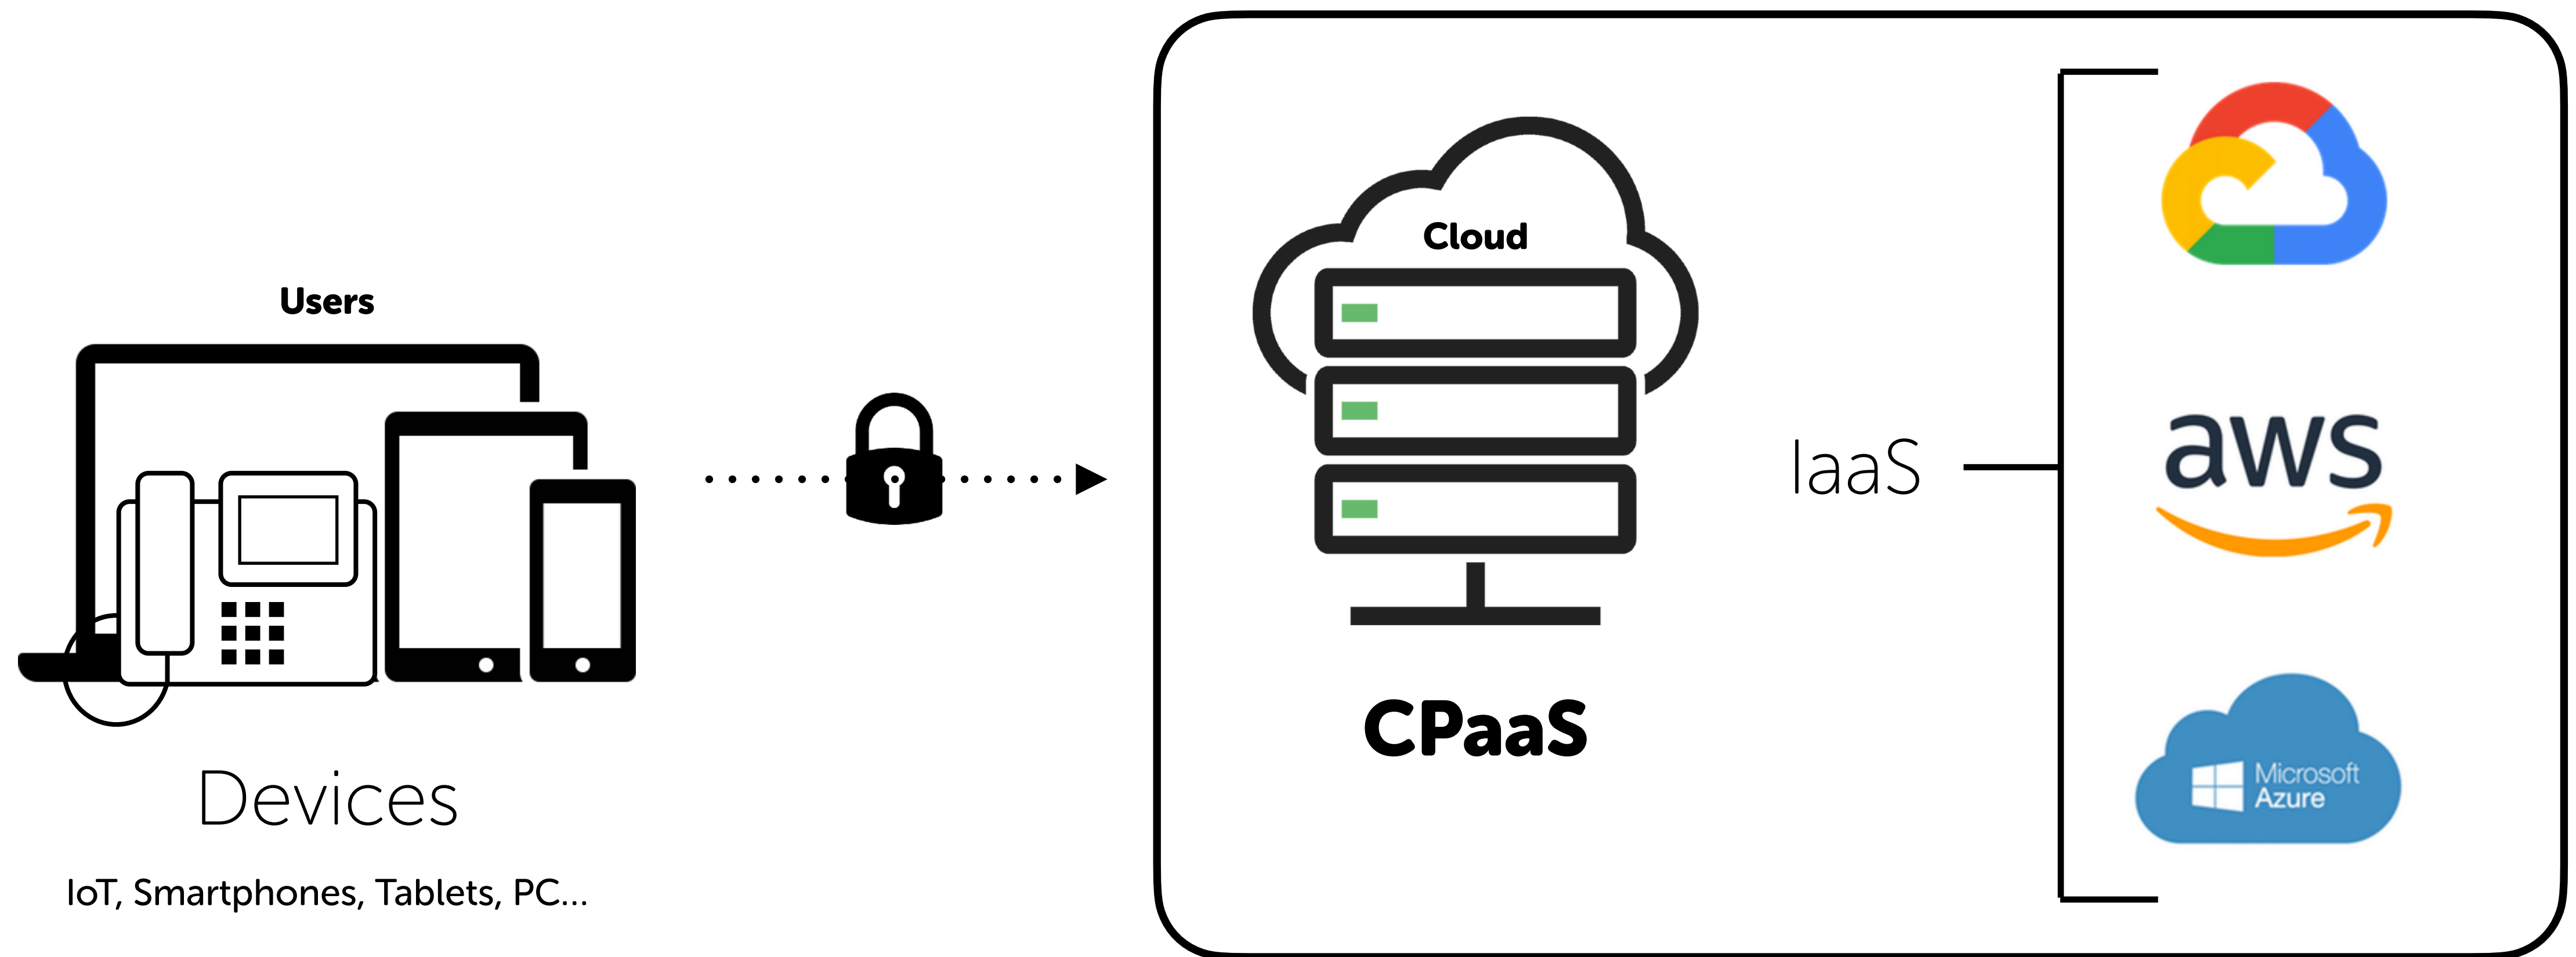 Users
Devices
IoT, Smartphones, Tablets, PC...
Cloud
CPaaS
IaaS
aws
Microsoft
Azure